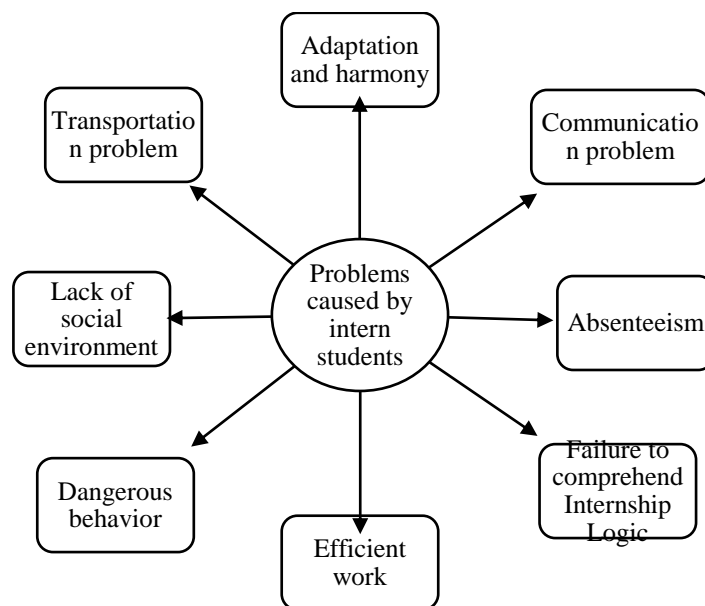 Adaptation
and harmony
Transportatio
n problem
Communicatio
n problem
Problems
caused by
intern
students
Lack of
social
environment
Absenteeism
Dangerous
behavior
Failure to
comprehend
Internship
Logic
Efficient
work